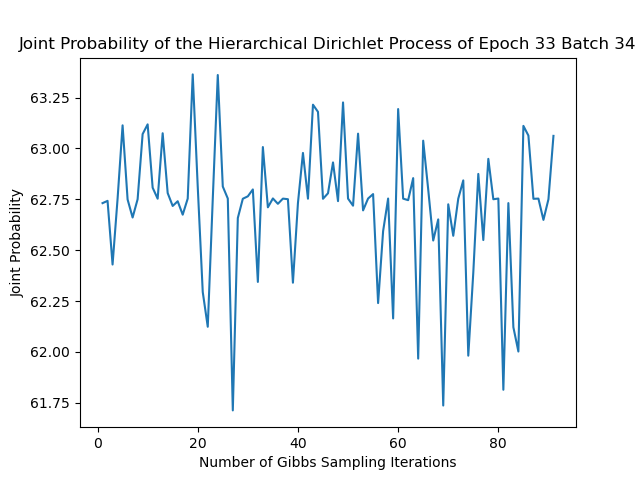 Joint Probability of the Hierarchical Dirichlet Process of Epoch 33 Batch 34
63.25
63.00
62.75
62.50
62.25
62.00
61.75
Joint Probability
0 20 40 60 80
Number of Gibbs Sampling Iterations